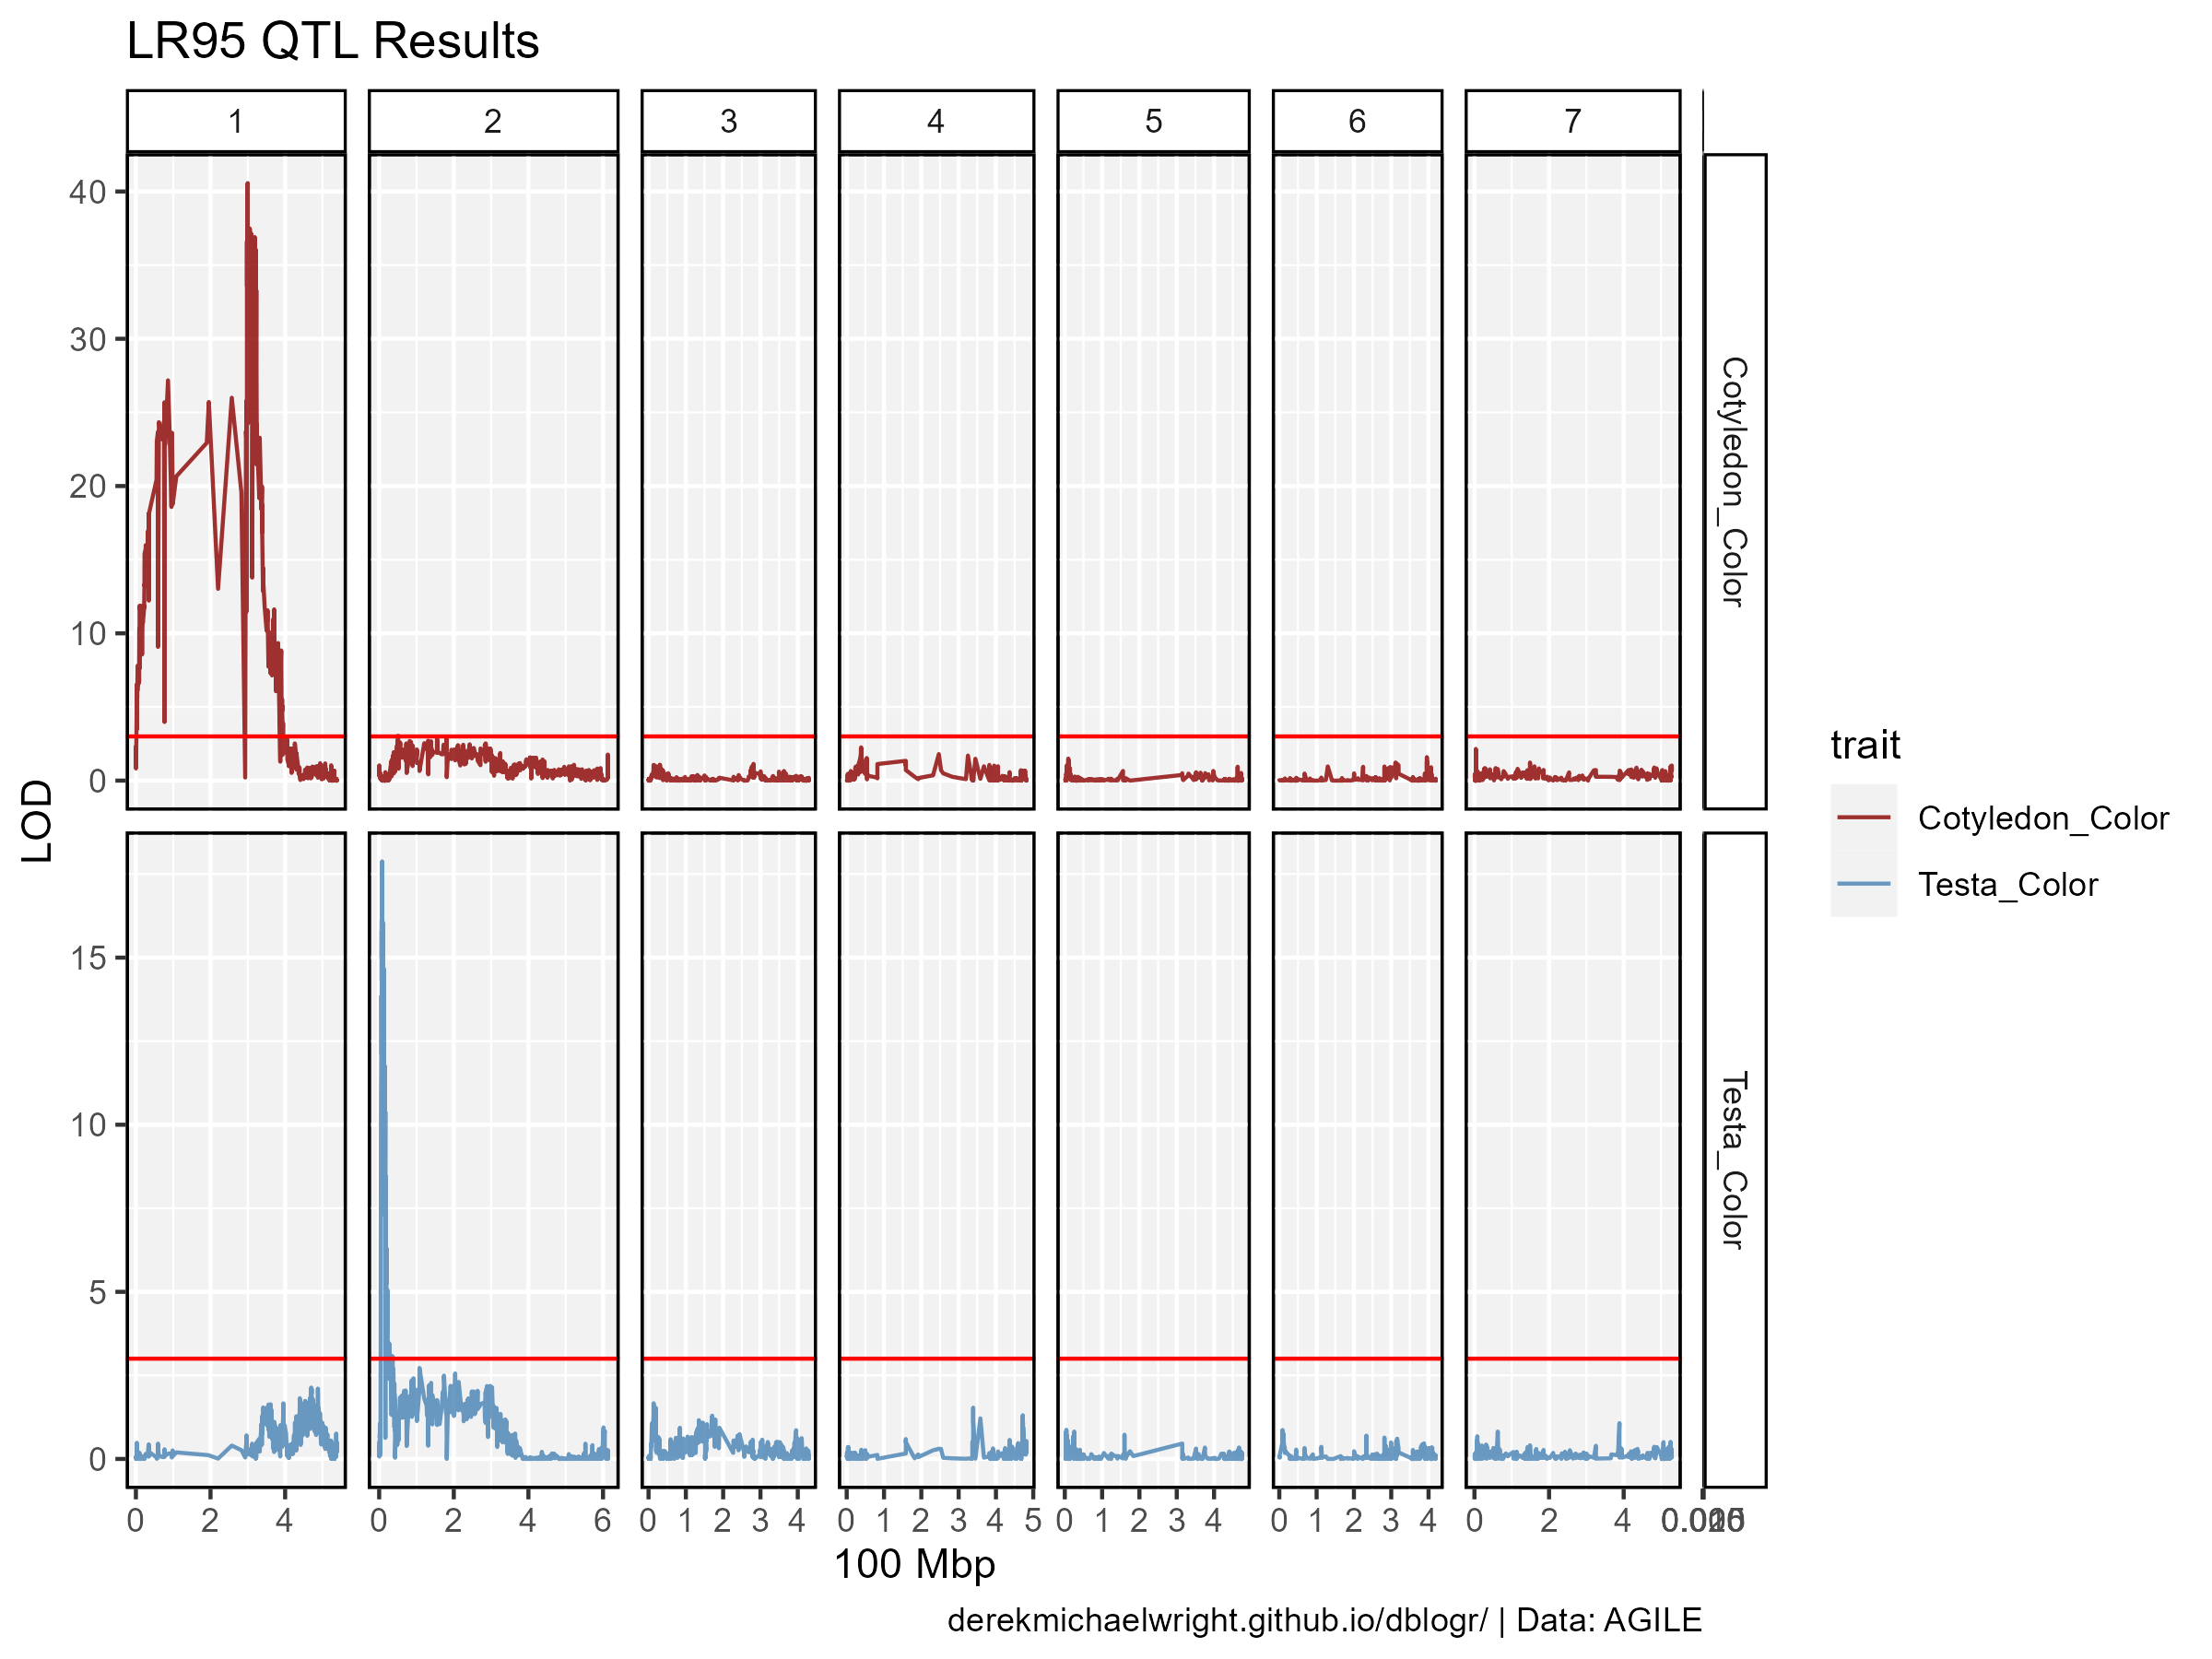 LR95 QTL Results
1 2 3 4 5 6 7
40
30
20
10
0
Cotyledon_Color
LOD
15
10
5
0
Testa_Color
0 2 4 0 2 4 6 0 1 2 3 4 0 1 2 3 4 5 0 1 2 3 4 0 1 2 3 4 0 2 4
100 Mbp
trait
Cotyledon_Color
Testa_Color
derekmichaelwright.github.io/dblogr/ | Data: AGILE